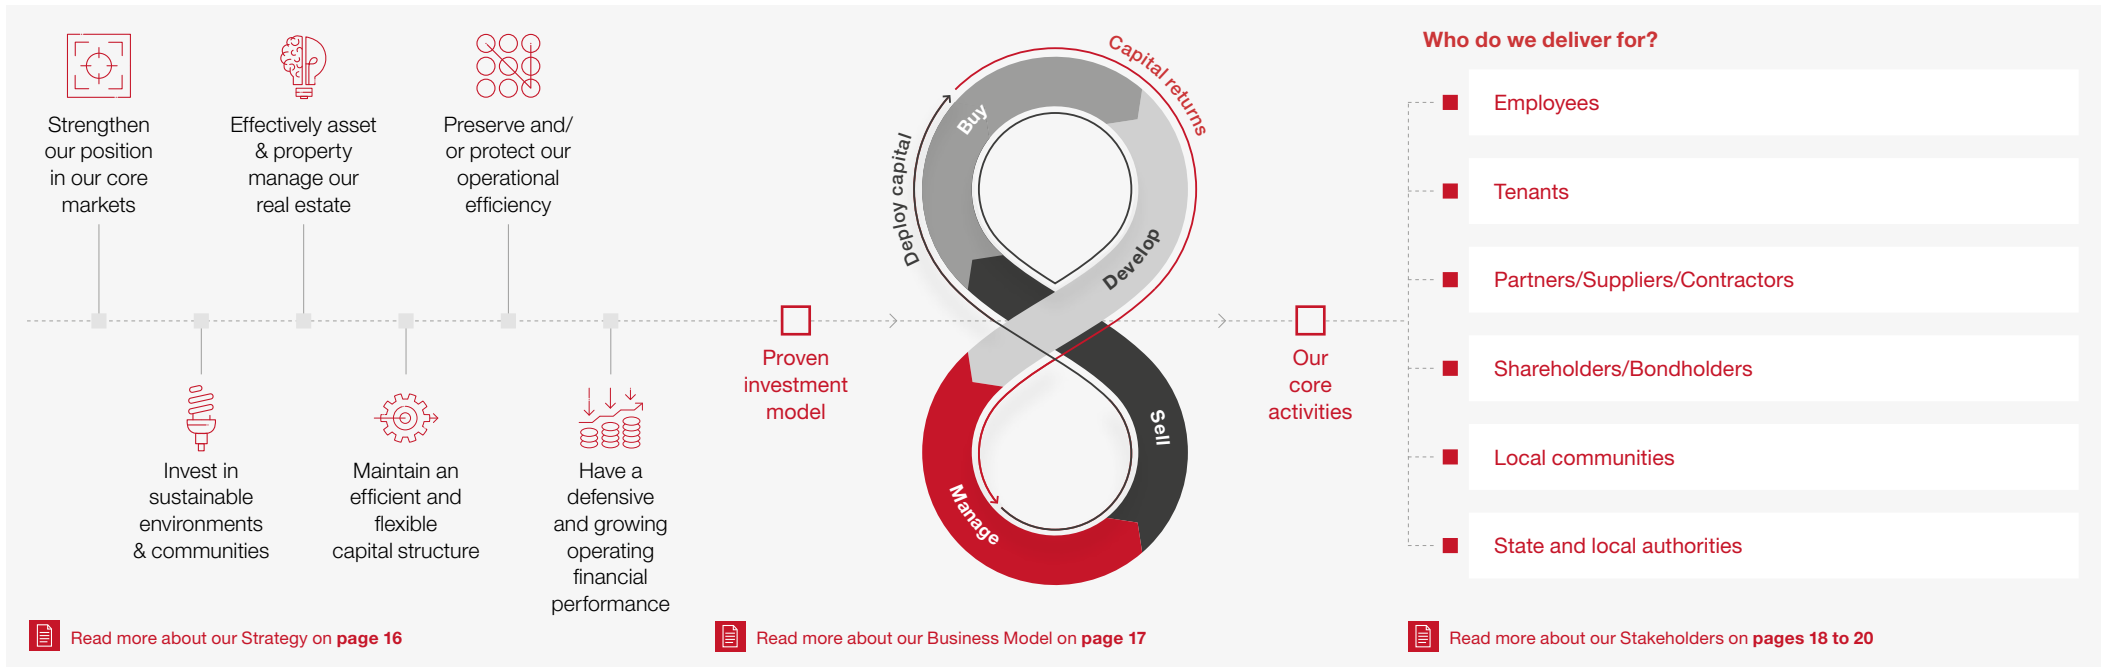 Strengthen
our position
in our core
markets
Effectively asset
& property
manage our
real estate
Preserve and/
or protect our
operational
efficiency
Invest in
sustainable
environments
& communities
Maintain an
efficient and
flexible
capital structure
Have a
defensive
and growing
operating
financial
performance
Read more about our Strategy on page 16
Proven
investment
model
Deploy capital
Capital returns
Buy
Develop
Sell
Manage
Read more about our Business Model on page 17
Our
core
activities
Who do we deliver for?
Employees
Tenants
Partners/Suppliers/Contractors
Shareholders/Bondholders
Local communities
State and local authorities
Read more about our Stakeholders on pages 18 to 20